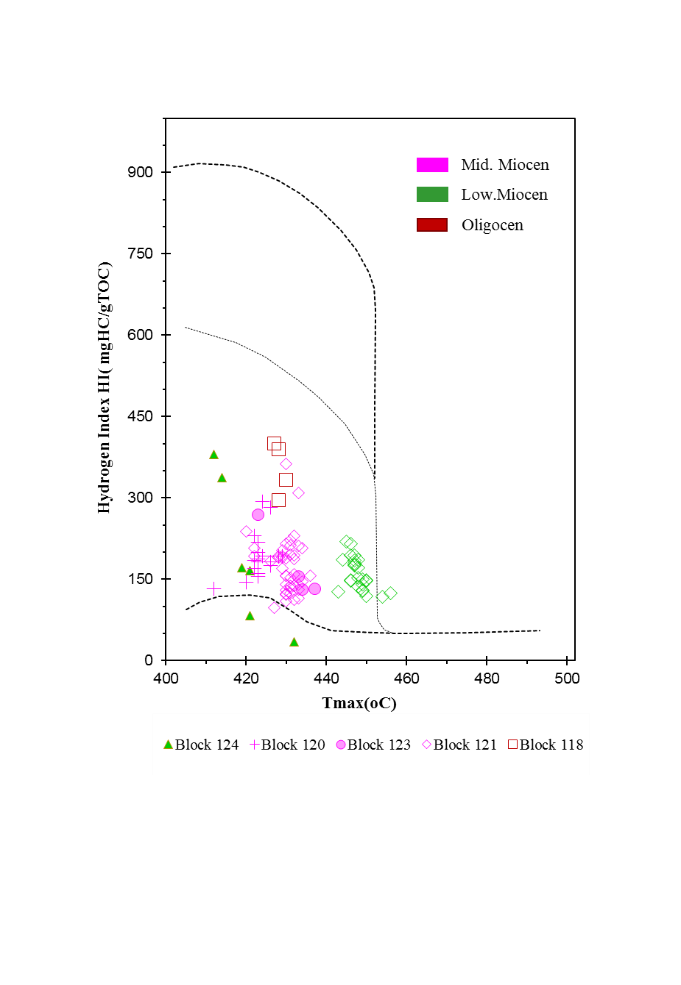 Hydrogen Index HI( mgHC/gTOC)
900
750
600
450
300
150
0
Mid. Miocen
Low.Miocen
Oligocen
400 420 440 460 480 500
Tmax(oC)
Block 124 Block 120 Block 123 Block 121 Block 118